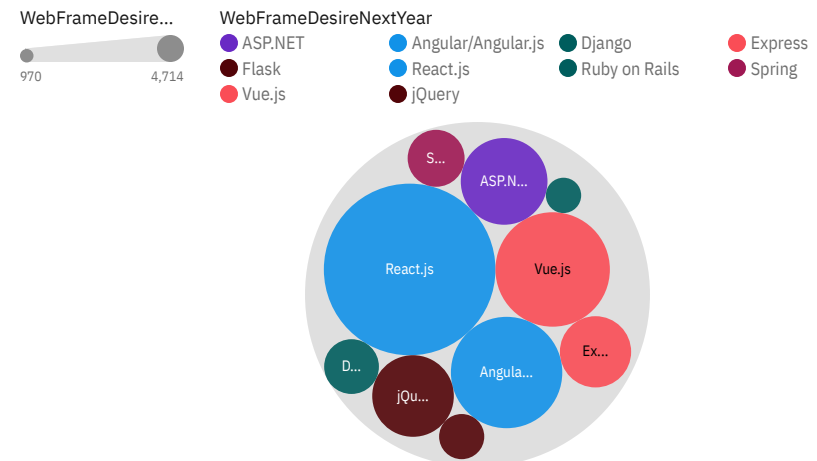 WebFrameDesire...
970 4,714
WebFrameDesireNextYear
ASP.NET Angular/Angular.js Django Express
Flask React.js Ruby on Rails Spring
Vue.js jQuery
S...
ASP.N...
React.js
Vue.js
Ex...
D...
Angula...
jQu...